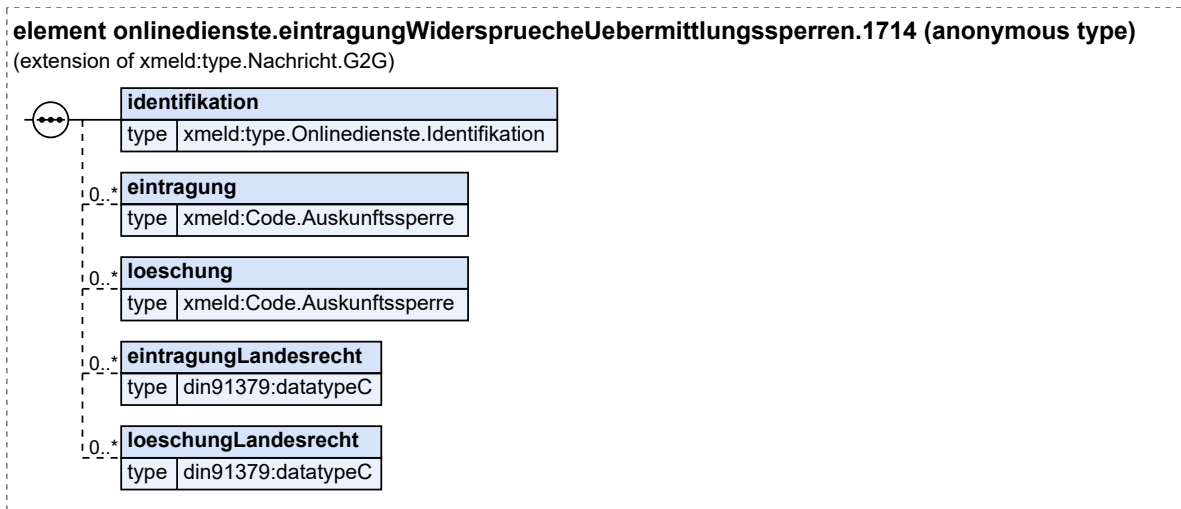 element onlinedienste.eintragungWiderspruecheUebermittlungssperren.1714 (anonymous type)
(extension of xmeld:type.Nachricht.G2G)
identifikation
type xmeld:type.Onlinedienste.Identifikation
0..* eintragung
type xmeld:Code.Auskunftssperre
0..* loeschung
type xmeld:Code.Auskunftssperre
0..* eintragungLandesrecht
type din91379:datatypeC
0..* loeschungLandesrecht
type din91379:datatypeC